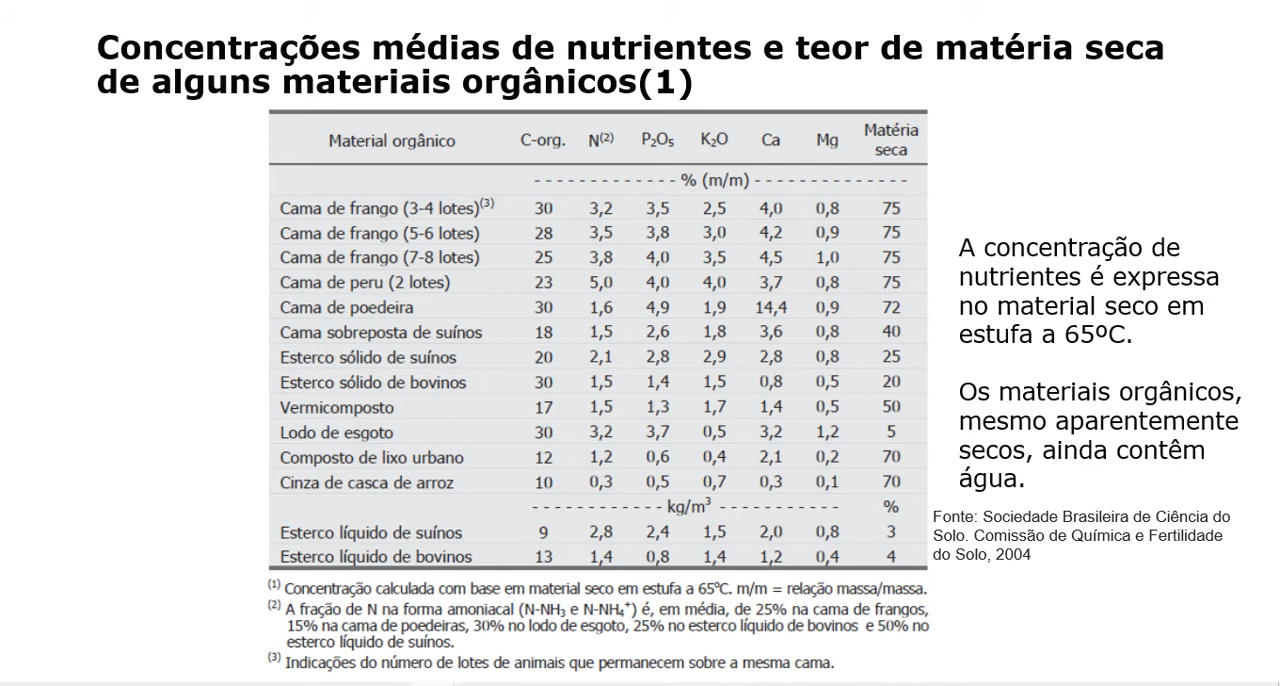 Concentrações médias de nutrientes e teor de matéria seca
de alguns materiais orgânicos(1)
Material orgânico C-org. N(2) P₂O₅ K₂O Ca Mg Matéria seca
- - - - - - - - - - - - - % (m/m) - - - - - - - - - - - - - -
Cama de frango (3-4 lotes)(3) 30 3,2 3,5 2,5 4,0 0,8 75
Cama de frango (5-6 lotes) 28 3,5 3,8 3,0 4,2 0,9 75
Cama de frango (7-8 lotes) 25 3,8 4,0 3,5 4,5 1,0 75
Cama de peru (2 lotes) 23 5,0 4,0 4,0 3,7 0,8 75
Cama de poedeira 30 1,6 4,9 1,9 14,4 0,9 72
Cama sobreposta de suínos 18 1,5 2,6 1,8 3,6 0,8 40
Esterco sólido de suínos 20 2,1 2,8 2,9 2,8 0,8 25
Esterco sólido de bovinos 30 1,5 1,4 1,5 0,8 0,5 20
Vermicomposto 17 1,5 1,3 1,7 1,4 0,5 50
Lodo de esgoto 30 3,2 3,7 0,5 3,2 1,2 5
Composto de lixo urbano 12 1,2 0,6 0,4 2,1 0,2 70
Cinza de casca de arroz 10 0,3 0,5 0,7 0,3 0,1 70
- - - - - - - - - - - - kg/m³ - - - - - - - - - - - %
Esterco líquido de suínos 9 2,8 2,4 1,5 2,0 0,8 3
Esterco líquido de bovinos 13 1,4 0,8 1,4 1,2 0,4 4
(1) Concentração calculada com base em material seco em estufa a 65ºC. m/m = relação massa/massa.
(2) A fração de N na forma amoniacal (N-NH₃ e N-NH₄⁺) é, em média, de 25% na cama de frangos,
15% na cama de poedeiras, 30% no lodo de esgoto, 25% no esterco líquido de bovinos e 50% no
esterco líquido de suínos.
(3) Indicações do número de lotes de animais que permanecem sobre a mesma cama.
A concentração de
nutrientes é expressa
no material seco em
estufa a 65ºC.
Os materiais orgânicos,
mesmo aparentemente
secos, ainda contêm
água.
Fonte: Sociedade Brasileira de Ciência do
Solo. Comissão de Química e Fertilidade
do Solo, 2004